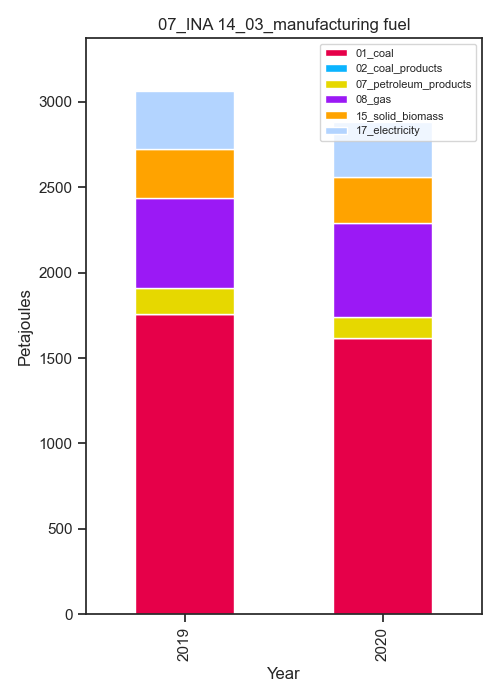 07_INA 14_03_manufacturing fuel
01_coal
02_coal_products
07_petroleum_products
08_gas
15_solid_biomass
17_electricity
3000
2500
2000
1500
1000
500
0
Petajoules
2019
2020
Year